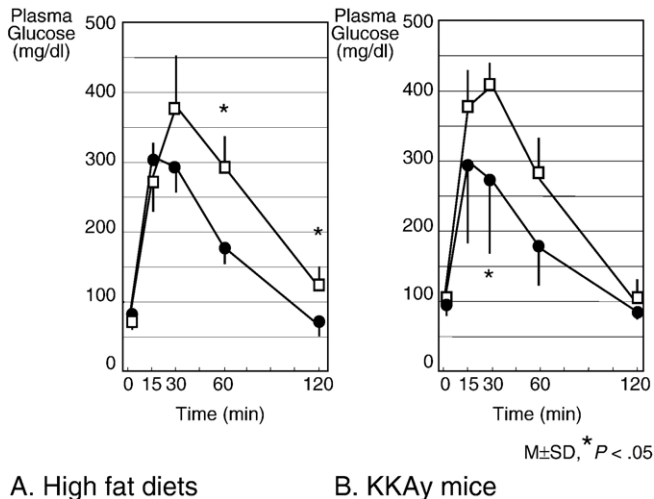 Plasma
Glucose
(mg/dl)
500
400
300
200
100
0
*
*
0 15 30 60 120
Time (min)
Plasma
Glucose
(mg/dl)
500
400
300
200
100
0
*
0 15 30 60 120
Time (min)
M±SD, *P < .05
A. High fat diets
B. KKAy mice